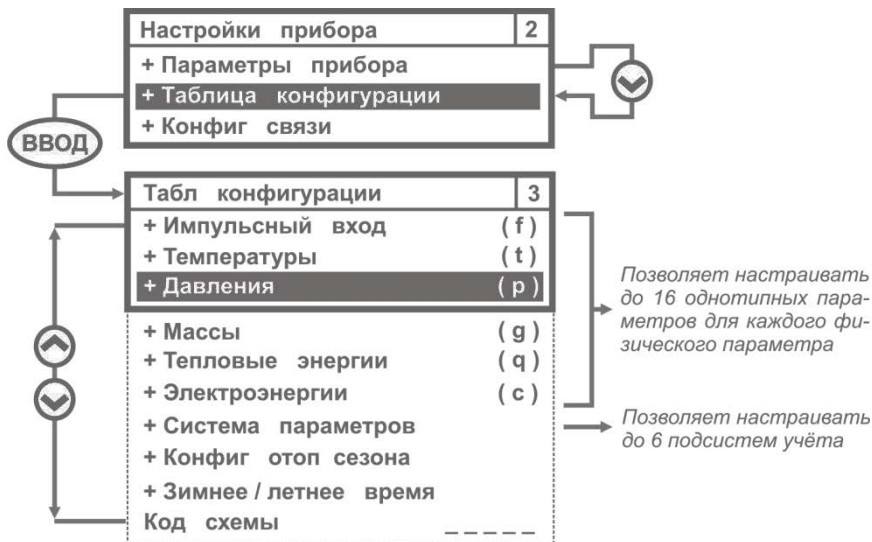 Настройки прибора 2
+ Параметры прибора
+ Таблица конфигурации
+ Конфиг связи
ВВОД
Табл конфигурации 3
+ Импульсный вход ( f )
+ Температуры ( t )
+ Давления ( p )
+ Массы ( g )
+ Тепловые энергии ( q )
+ Электроэнергии ( c )
+ Система параметров
+ Конфиг отоп сезона
+ Зимнее / летнее время
Код схемы _ _ _ _ _
Позволяет настраивать
до 16 однотипных пара-
метров для каждого фи-
зического параметра
Позволяет настраивать
до 6 подсистем учёта